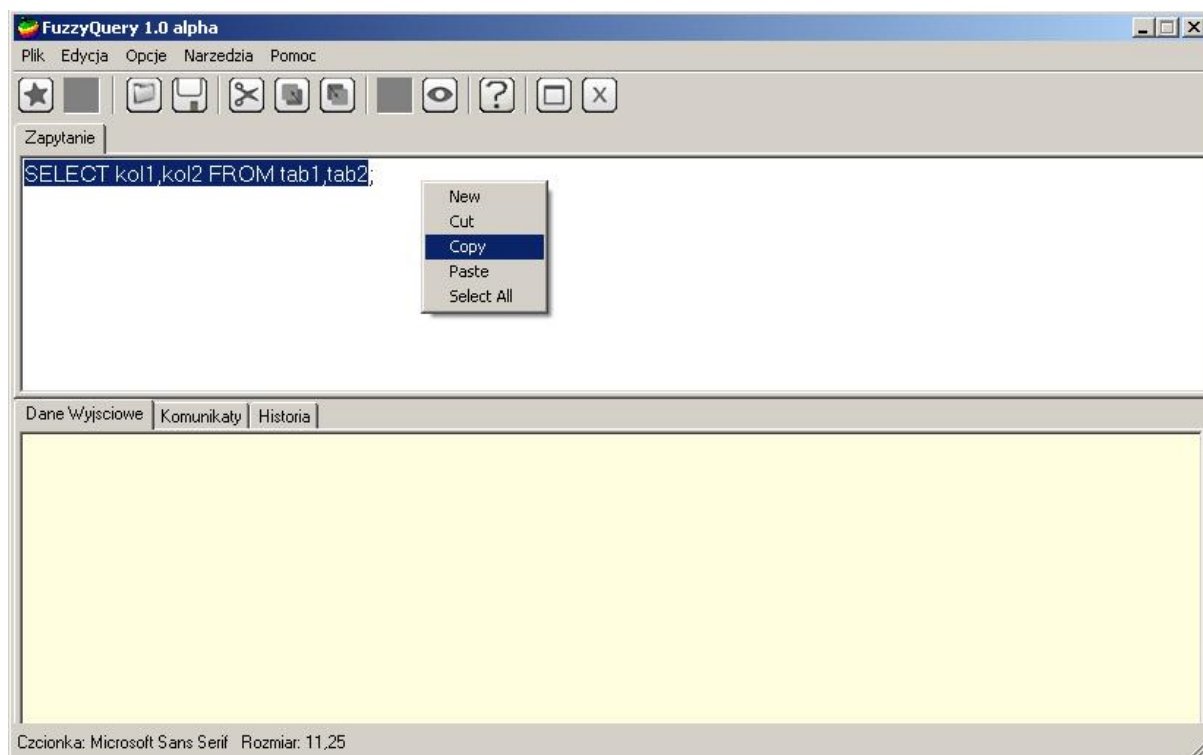 FuzzyQuery 1.0 alpha
Plik Edycja Opcje Narzedzia Pomoc
Zapytanie
SELECT kol1,kol2 FROM tab1,tab2;
New
Cut
Copy
Paste
Select All
Dane Wyjsciowe Komunikaty Historia
Czcionka: Microsoft Sans Serif Rozmiar: 11,25